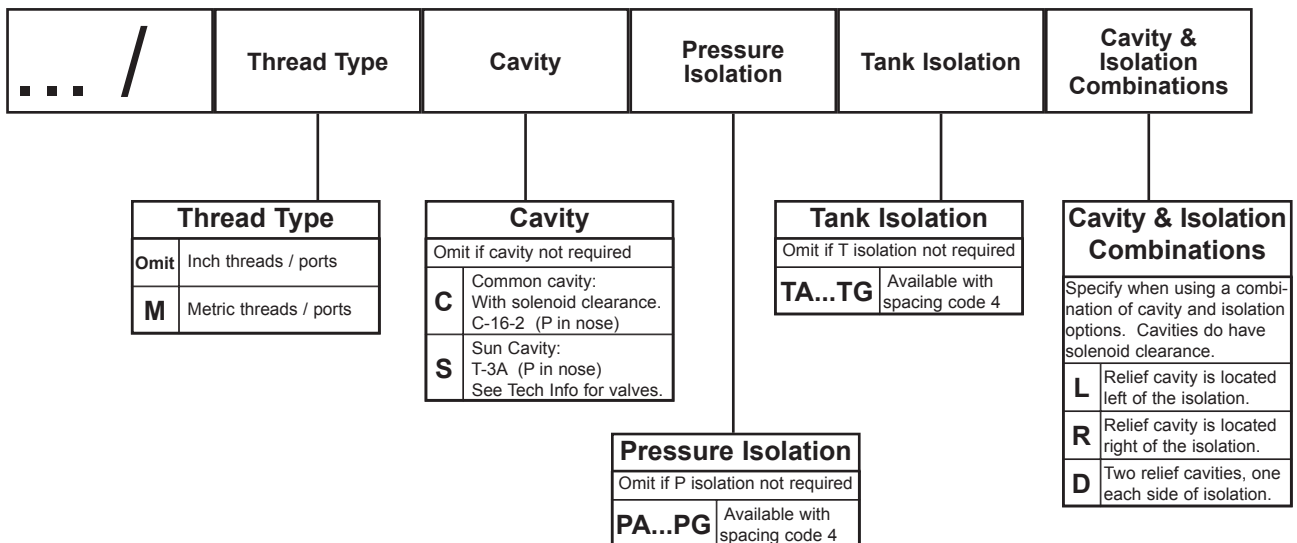 ... /
Thread Type
Cavity
Pressure
Isolation
Tank Isolation
Cavity &
Isolation
Combinations
Thread Type
Omit Inch threads / ports
M Metric threads / ports
Cavity
Omit if cavity not required
C Common cavity:
With solenoid clearance.
C-16-2 (P in nose)
S Sun Cavity:
T-3A (P in nose)
See Tech Info for valves.
Pressure Isolation
Omit if P isolation not required
PA...PG Available with
spacing code 4
Tank Isolation
Omit if T isolation not required
TA...TG Available with
spacing code 4
Cavity & Isolation
Combinations
Specify when using a combi-
nation of cavity and isolation
options. Cavities do have
solenoid clearance.
L Relief cavity is located
left of the isolation.
R Relief cavity is located
right of the isolation.
D Two relief cavities, one
each side of isolation.